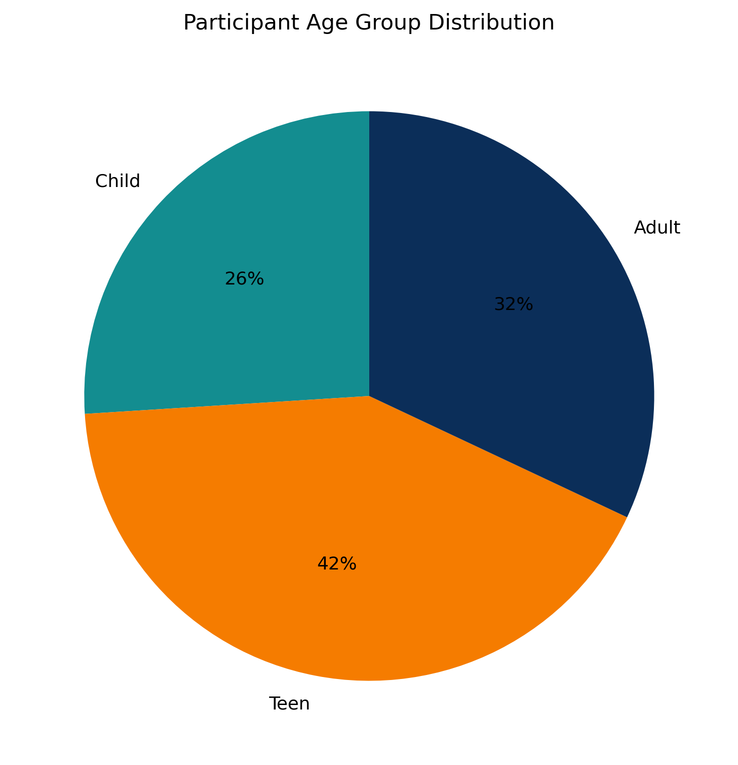 Participant Age Group Distribution
Child
Adult
26%
32%
42%
Teen